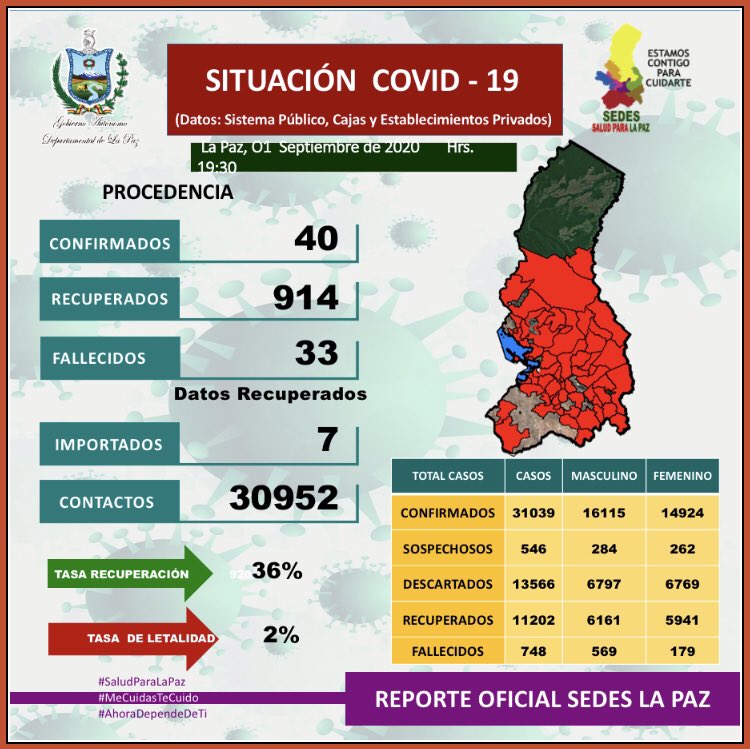 Gobierno Autónomo
Departamental de La Paz
SITUACIÓN COVID - 19
(Datos: Sistema Público, Cajas y Establecimientos Privados)
La Paz, O1 Septiembre de 2020 Hrs.
19:30
ESTAMOS
CONTIGO
PARA
CUIDARTE
SEDES
SALUD PARA LA PAZ
PROCEDENCIA
CONFIRMADOS 40
RECUPERADOS 914
FALLECIDOS 33
Datos Recuperados
IMPORTADOS 7
CONTACTOS 30952
TASA RECUPERACIÓN 36%
TASA DE LETALIDAD 2%
TOTAL CASOS CASOS MASCULINO FEMENINO
CONFIRMADOS 31039 16115 14924
SOSPECHOSOS 546 284 262
DESCARTADOS 13566 6797 6769
RECUPERADOS 11202 6161 5941
FALLECIDOS 748 569 179
#SaludParaLaPaz
#MeCuidasTeCuido
#AhoraDependeDeTi
REPORTE OFICIAL SEDES LA PAZ